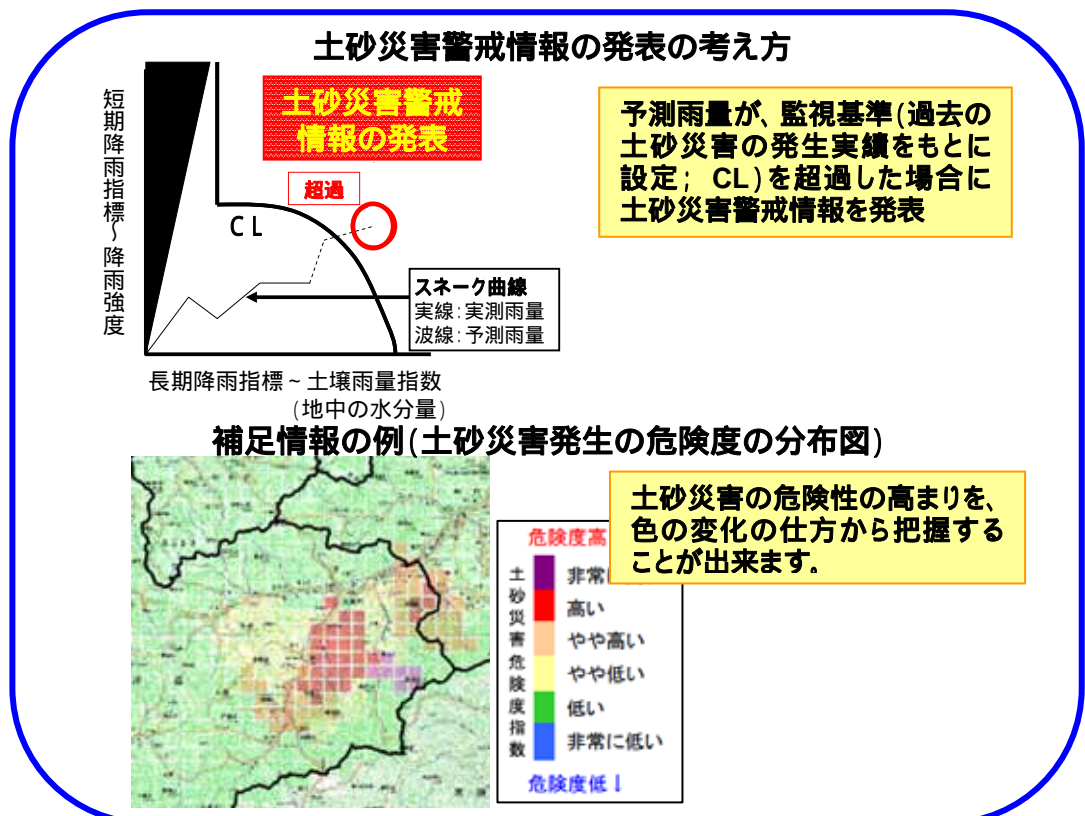 土砂災害警戒情報の発表の考え方
短期降雨指標～降雨強度
土砂災害警戒
情報の発表
超過
CL
予測雨量が、監視基準(過去の
土砂災害の発生実績をもとに
設定; CL)を超過した場合に
土砂災害警戒情報を発表
スネーク曲線
実線:実測雨量
波線:予測雨量
長期降雨指標~土壌雨量指数
(地中の水分量)
補足情報の例(土砂災害発生の危険度の分布図)
土砂災害の危険性の高まりを、
色の変化の仕方から把握する
ことが出来ます.
危険度高
土砂災害危険度指数
非常
高い
やや高い
やや低い
低い
非常に低い
危険度低↓